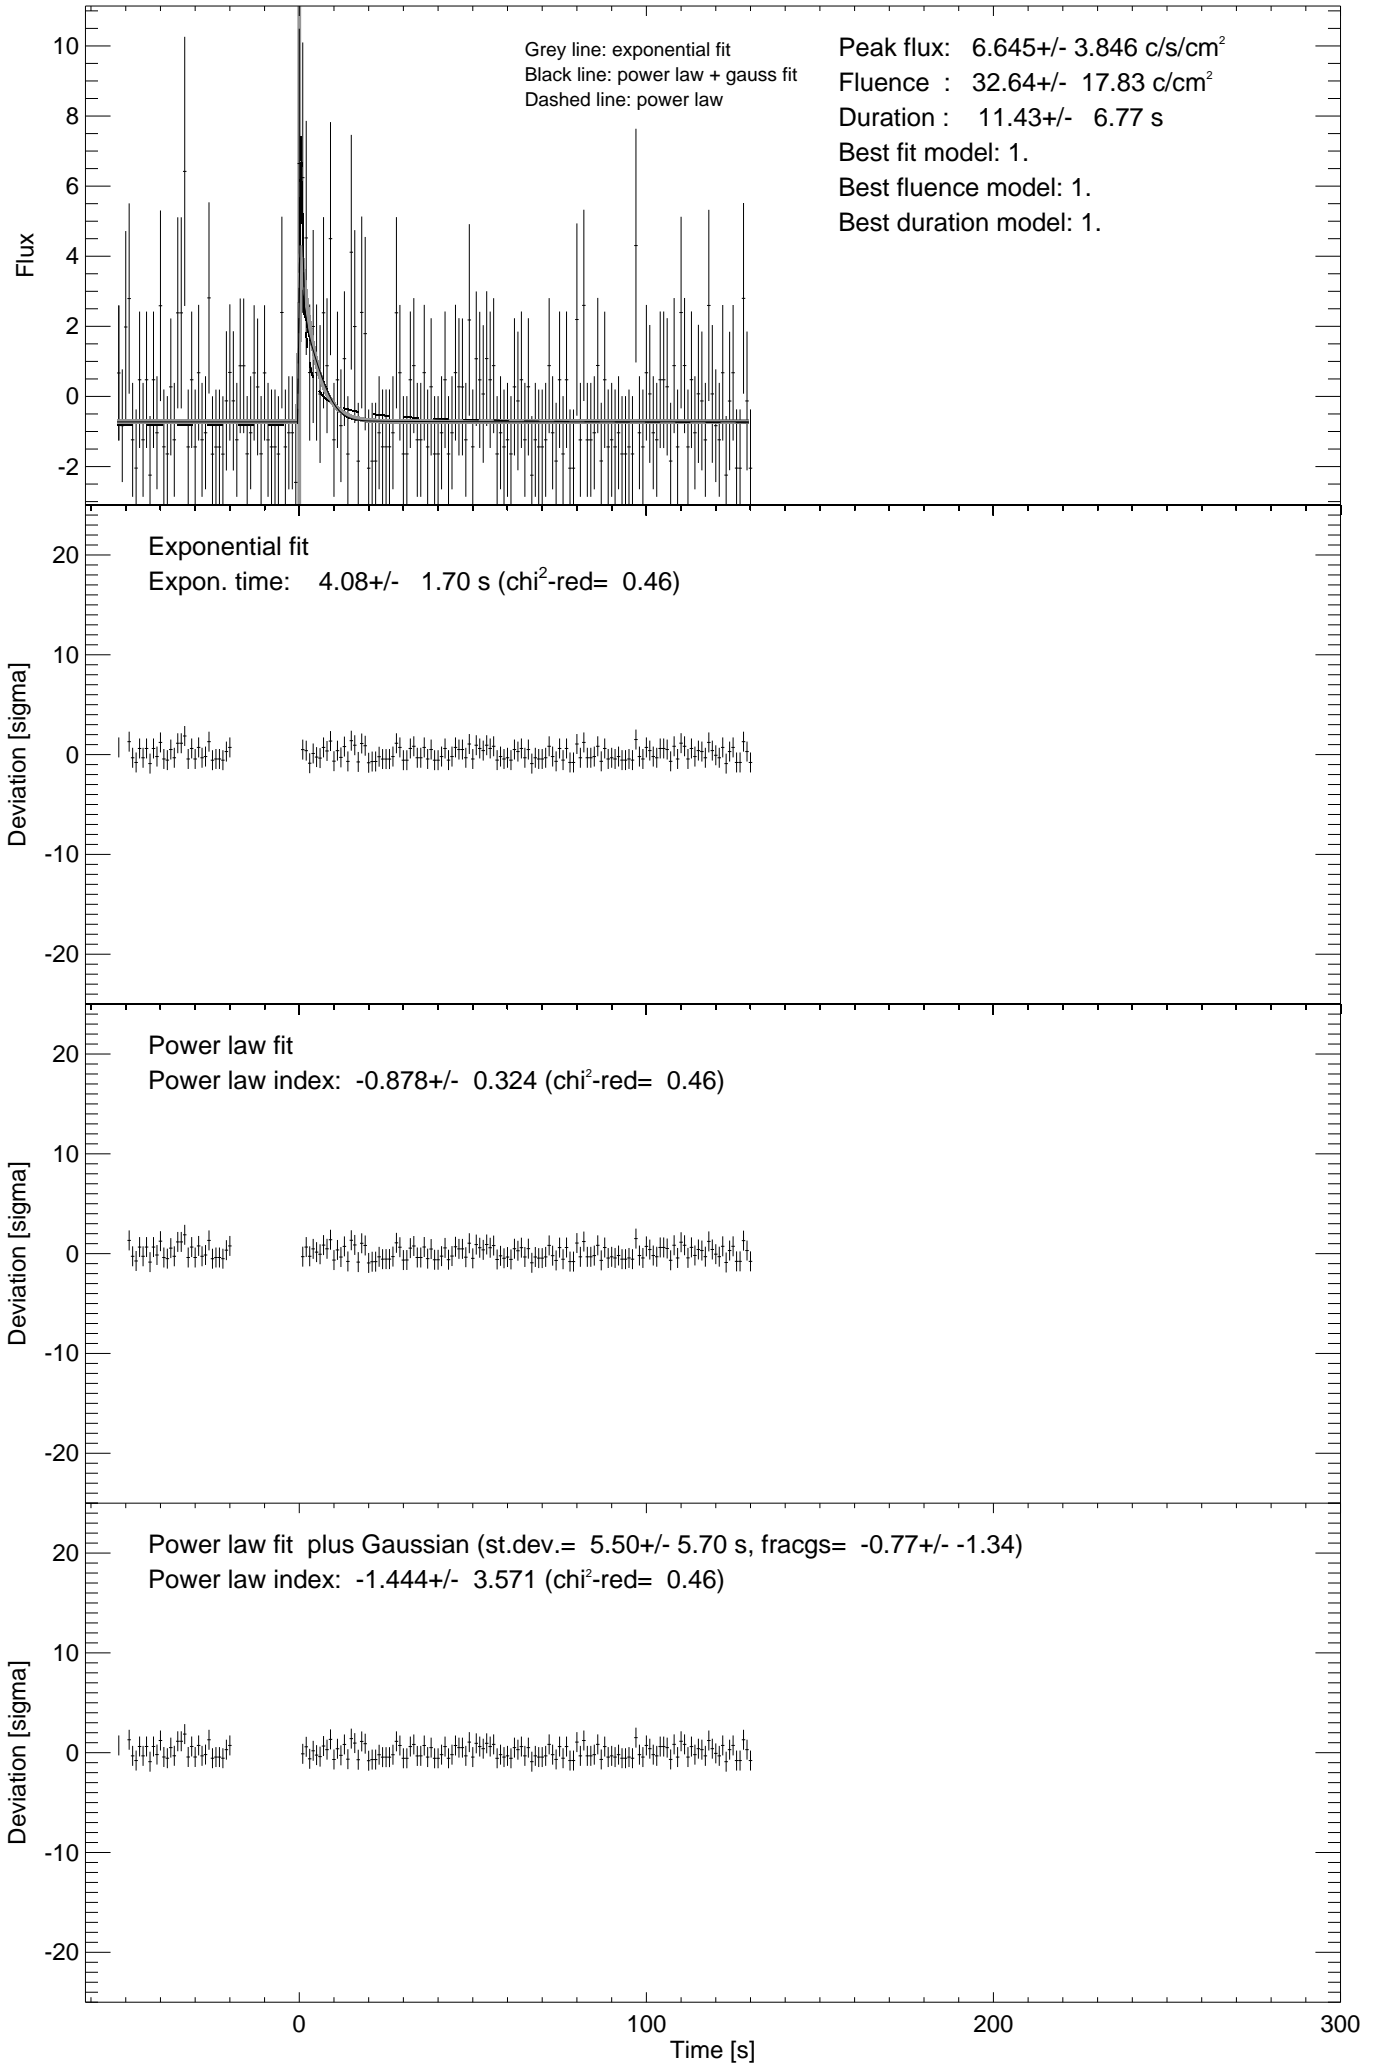 Grey line: exponential fit
Black line: power law + gauss fit
Dashed line: power law
Peak flux: 6.645+/- 3.846 c/s/cm²
Fluence : 32.64+/- 17.83 c/cm²
Duration : 11.43+/- 6.77 s
Best fit model: 1.
Best fluence model: 1.
Best duration model: 1.
10
8
6
4
2
0
-2
Flux
Exponential fit
Expon. time: 4.08+/- 1.70 s (chi²-red= 0.46)
20
10
0
-10
-20
Deviation [sigma]
Power law fit
Power law index: -0.878+/- 0.324 (chi²-red= 0.46)
20
10
0
-10
-20
Deviation [sigma]
Power law fit plus Gaussian (st.dev.= 5.50+/- 5.70 s, fracgs= -0.77+/- -1.34)
Power law index: -1.444+/- 3.571 (chi²-red= 0.46)
20
10
0
-10
-20
Deviation [sigma]
0 100 200 300
Time [s]